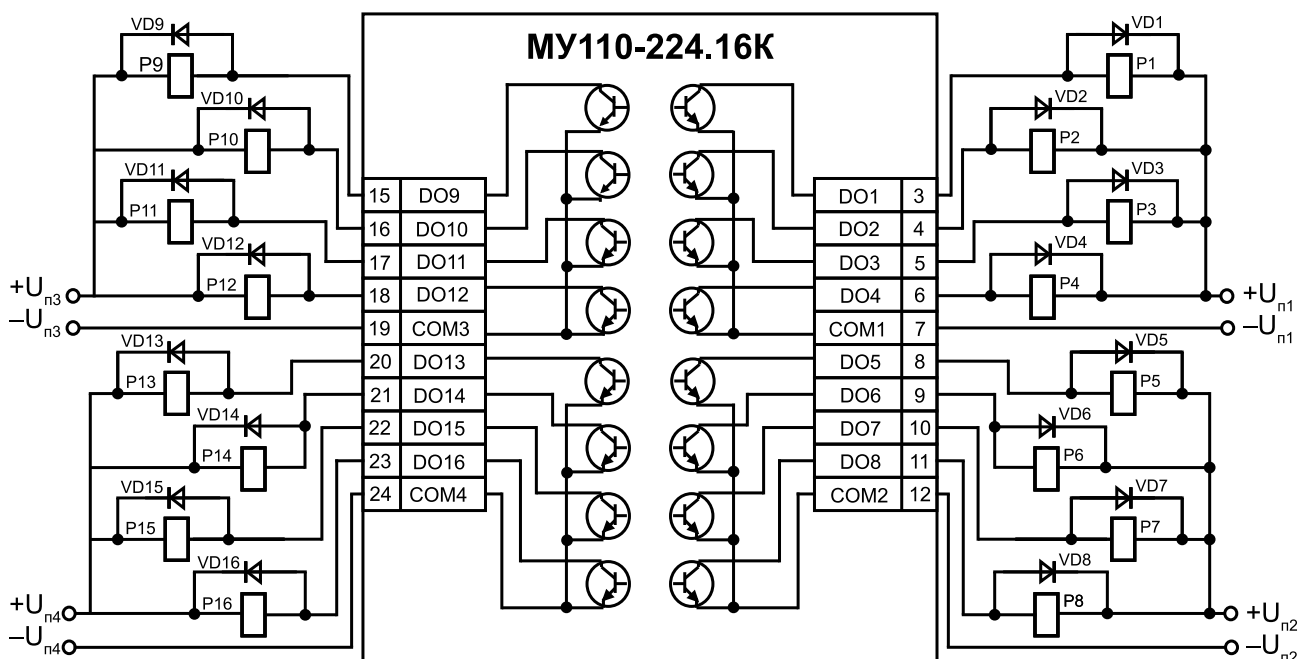 МУ110-224.16К
VD9
P9
VD10
P10
VD11
P11
VD12
P12
+Uп3
–Uп3
VD13
P13
VD14
P14
VD15
P15
VD16
P16
+Uп4
–Uп4
15 DO9
16 DO10
17 DO11
18 DO12
19 COM3
20 DO13
21 DO14
22 DO15
23 DO16
24 COM4
DO1 3
DO2 4
DO3 5
DO4 6
COM1 7
DO5 8
DO6 9
DO7 10
DO8 11
COM2 12
VD1
P1
VD2
P2
VD3
P3
VD4
P4
+Uп1
–Uп1
VD5
P5
VD6
P6
VD7
P7
VD8
P8
+Uп2
–Uп2